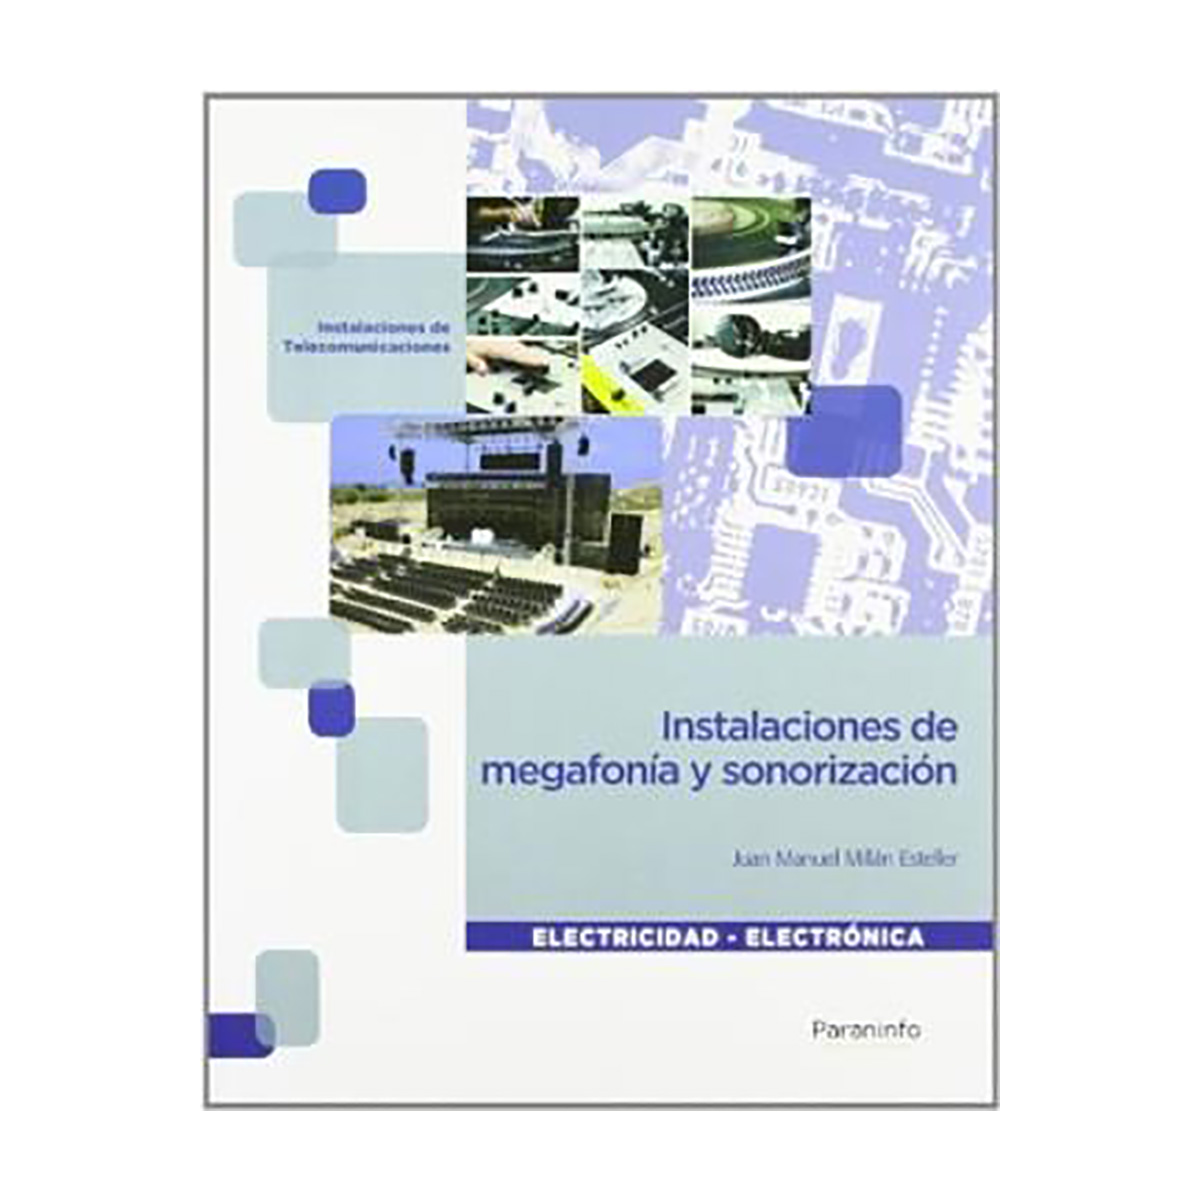 Instalaciones de
Telecomunicaciones
Instalaciones de
megafonía y sonorización
Juan Manuel Millán Esteller
ELECTRICIDAD - ELECTRÓNICA
Paraninfo